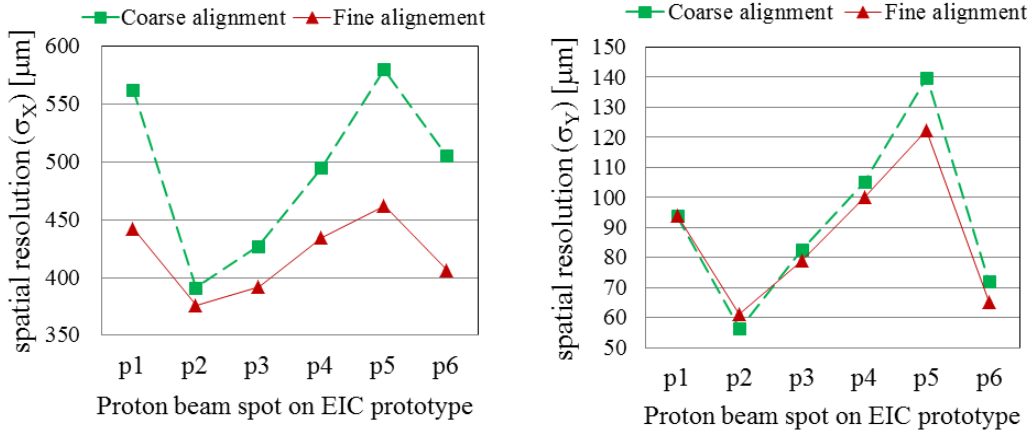 Coarse alignment Fine alignement
spatial resolution (σX) [µm]
600
550
500
450
400
350
p1 p2 p3 p4 p5 p6
Proton beam spot on EIC prototype
Coarse alignment Fine alignment
spatial resolution (σY) [µm]
150
140
130
120
110
100
90
80
70
60
50
p1 p2 p3 p4 p5 p6
Proton beam spot on EIC prototype